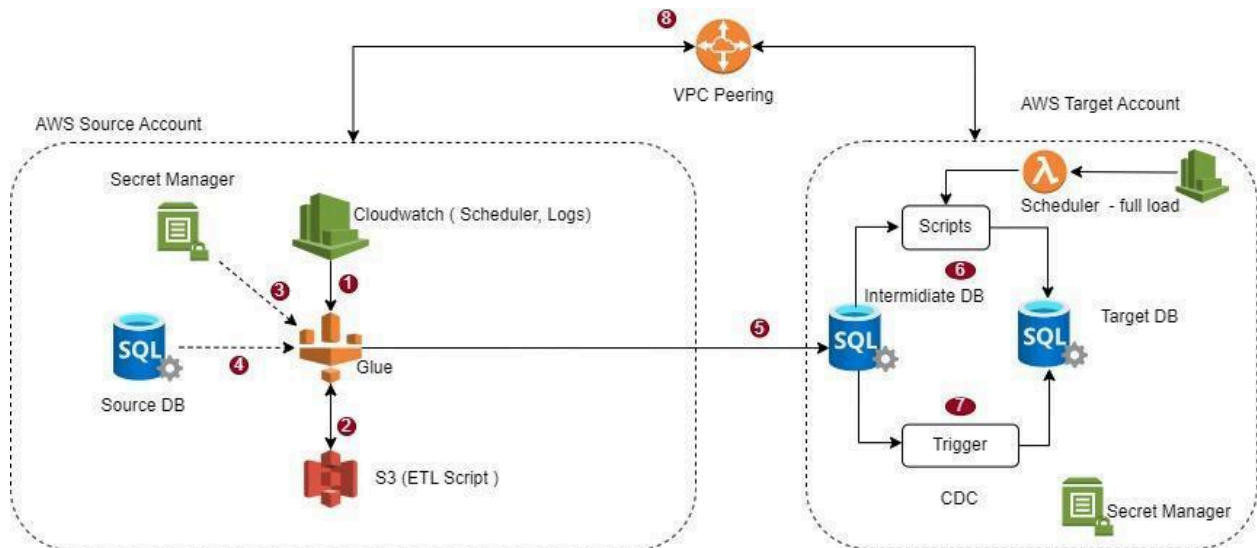 8
VPC Peering
AWS Source Account
AWS Target Account
Secret Manager
Cloudwatch ( Scheduler, Logs)
Scheduler - full load
Scripts
3
1
6
Intermidiate DB
SQL
4
Glue
5
SQL
SQL
Target DB
Source DB
2
7
Trigger
S3 (ETL Script )
CDC
Secret Manager